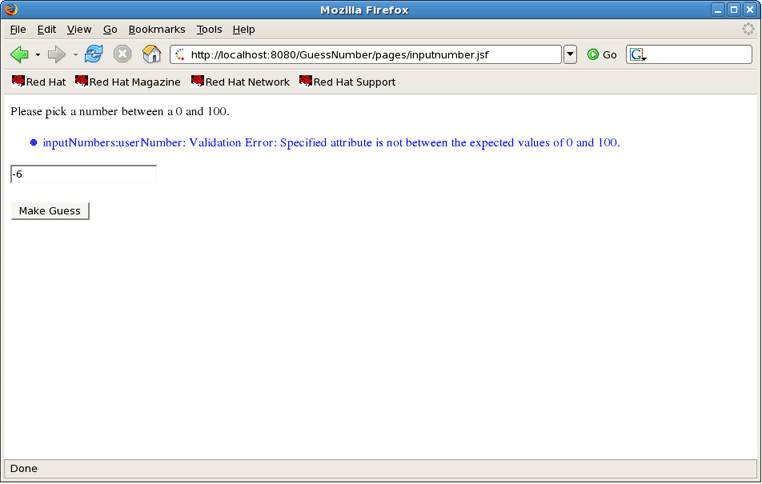 Mozilla Firefox
File Edit View Go Bookmarks Tools Help
http://localhost:8080/GuessNumber/pages/inputnumber.jsf Go G
Red Hat Red Hat Magazine Red Hat Network Red Hat Support
Please pick a number between a 0 and 100.
inputNumbers:userNumber: Validation Error: Specified attribute is not between the expected values of 0 and 100.
-6
Make Guess
Done